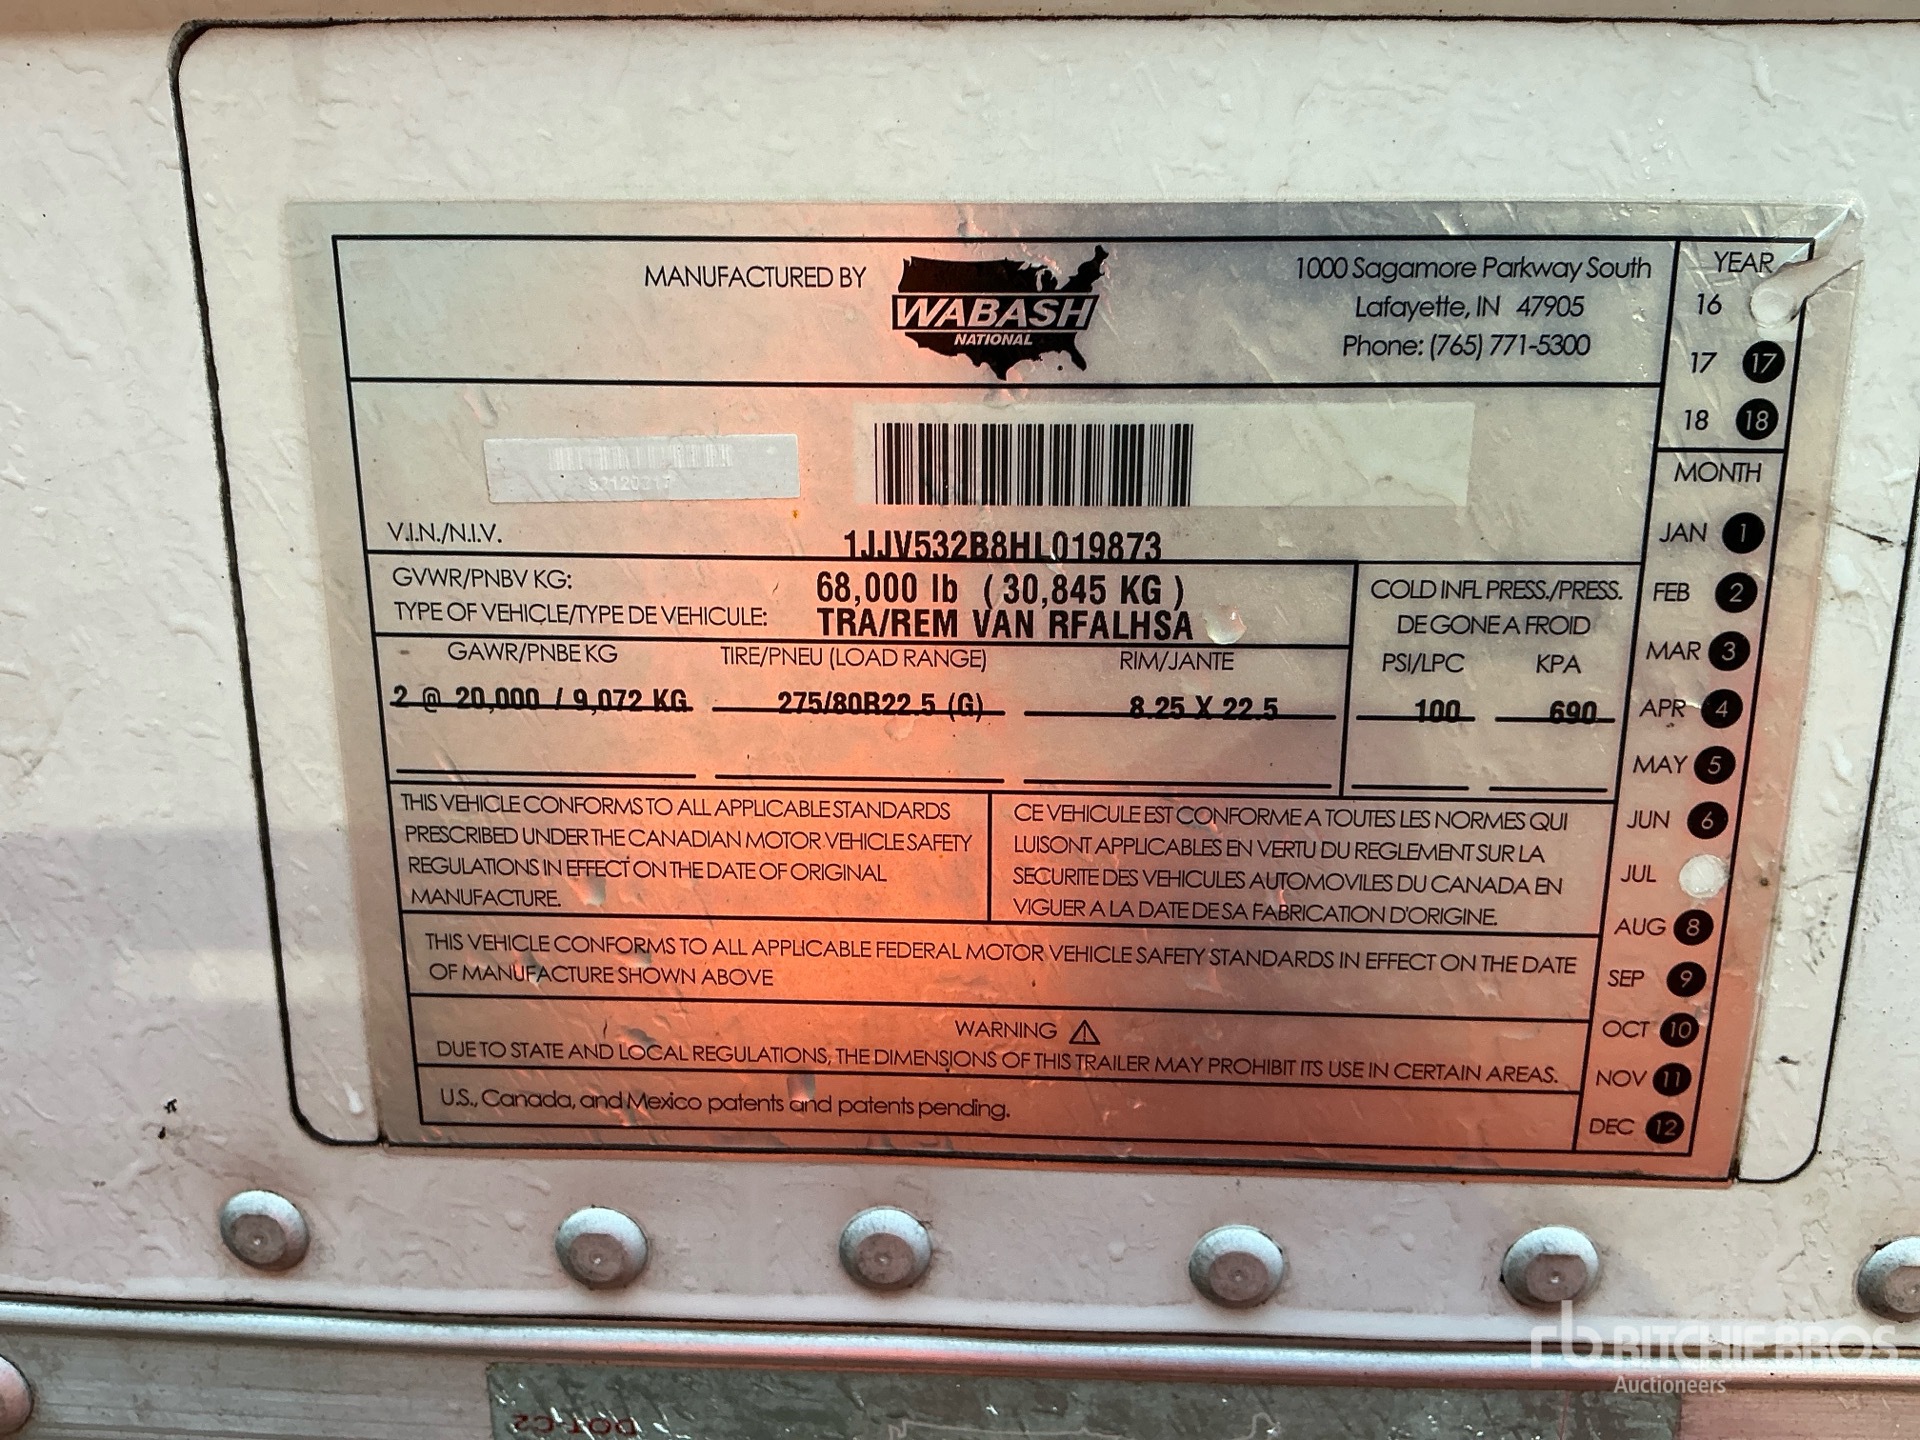 MANUFACTURED BY
WABASH
NATIONAL
1000 Sagamore Parkway South
Lafayette, IN 47905
Phone: (765) 771-5300
YEAR
16
17 17
18 18
V.I.N./N.I.V.
1JJV532B8HL019873
GVWR/PNBV KG: 68,000 lb ( 30,845 KG )
TYPE OF VEHICLE/TYPE DE VEHICULE: TRA/REM VAN RFALHSA
COLD INFL PRESS./PRESS.
DE GONE A FROID
GAWR/PNBE KG TIRE/PNEU (LOAD RANGE) RIM/JANTE PSI/LPC KPA
2 @ 20,000 / 9,072 KG 275/80R22.5 (G) 8.25 X 22.5 100 690
THIS VEHICLE CONFORMS TO ALL APPLICABLE STANDARDS
PRESCRIBED UNDER THE CANADIAN MOTOR VEHICLE SAFETY
REGULATIONS IN EFFECT ON THE DATE OF ORIGINAL
MANUFACTURE.
CE VEHICULE EST CONFORME A TOUTES LES NORMES QUI
LUISONT APPLICABLES EN VERTU DU REGLEMENT SUR LA
SECURITE DES VEHICULES AUTOMOVILES DU CANADA EN
VIGUER A LA DATE DE SA FABRICATION D'ORIGINE.
THIS VEHICLE CONFORMS TO ALL APPLICABLE FEDERAL MOTOR VEHICLE SAFETY STANDARDS IN EFFECT ON THE DATE
OF MANUFACTURE SHOWN ABOVE
WARNING
DUE TO STATE AND LOCAL REGULATIONS, THE DIMENSIONS OF THIS TRAILER MAY PROHIBIT ITS USE IN CERTAIN AREAS.
U.S., Canada, and Mexico patents and patents pending.
MONTH
JAN 1
FEB 2
MAR 3
APR 4
MAY 5
JUN 6
JUL
AUG 8
SEP 9
OCT 10
NOV 11
DEC 12
DOT-C2
rb RITCHIE BROS
Auctioneers